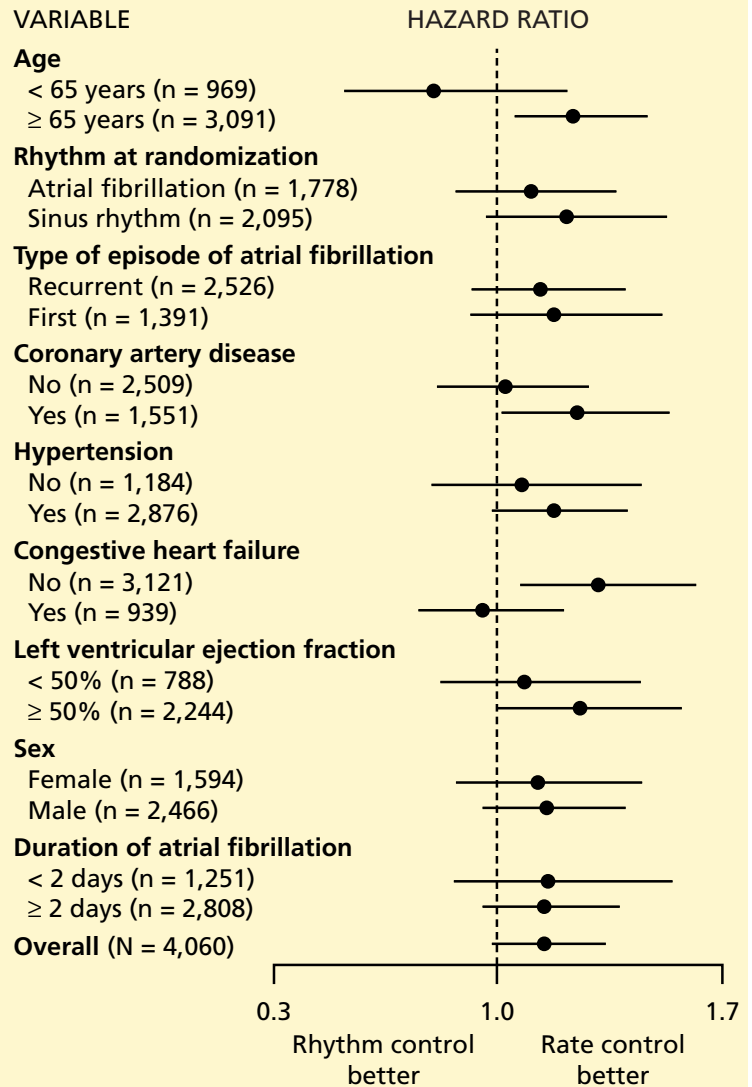 VARIABLE HAZARD RATIO
Age
< 65 years (n = 969)
≥ 65 years (n = 3,091)
Rhythm at randomization
Atrial fibrillation (n = 1,778)
Sinus rhythm (n = 2,095)
Type of episode of atrial fibrillation
Recurrent (n = 2,526)
First (n = 1,391)
Coronary artery disease
No (n = 2,509)
Yes (n = 1,551)
Hypertension
No (n = 1,184)
Yes (n = 2,876)
Congestive heart failure
No (n = 3,121)
Yes (n = 939)
Left ventricular ejection fraction
< 50% (n = 788)
≥ 50% (n = 2,244)
Sex
Female (n = 1,594)
Male (n = 2,466)
Duration of atrial fibrillation
< 2 days (n = 1,251)
≥ 2 days (n = 2,808)
Overall (N = 4,060)
0.3 1.0 1.7
Rhythm control Rate control
better better